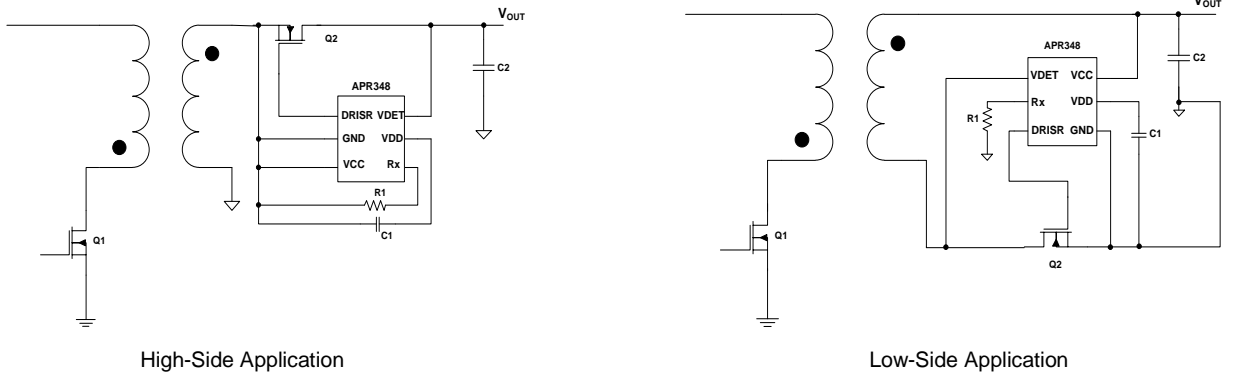 VOUT
Q2
C2
APR348
DRISR VDET
GND VDD
VCC Rx
R1
C1
Q1
High-Side Application
VOUT
C2
APR348
VDET VCC
Rx VDD
R1
DRISR GND
C1
Q1
Q2
Low-Side Application